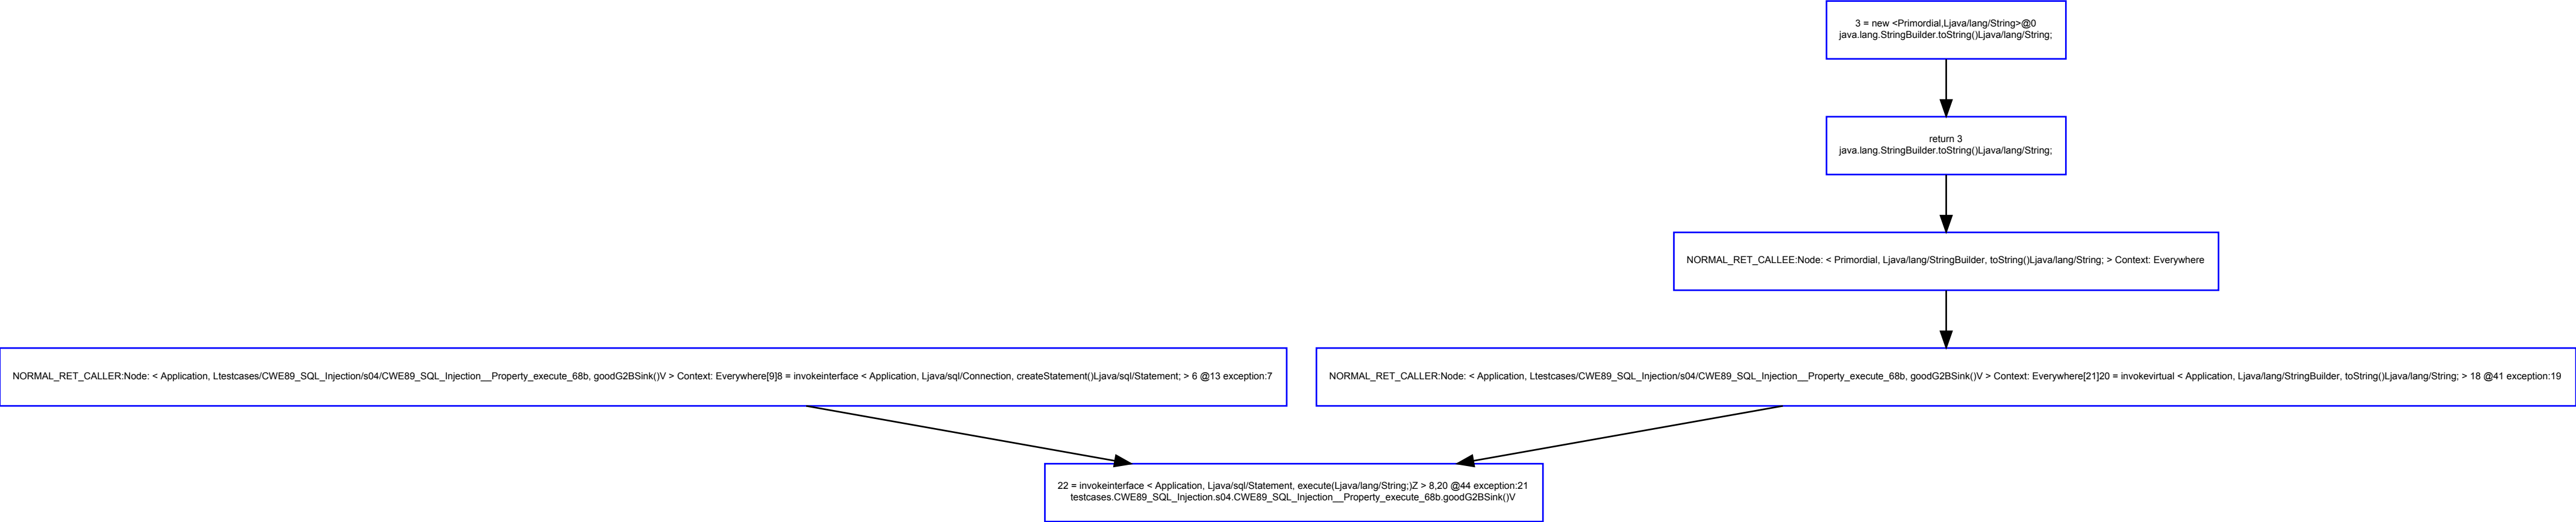 3 = new <Primordial,Ljava/lang/String>@0
java.lang.StringBuilder.toString()Ljava/lang/String;
return 3
java.lang.StringBuilder.toString()Ljava/lang/String;
NORMAL_RET_CALLEE:Node: < Primordial, Ljava/lang/StringBuilder, toString()Ljava/lang/String; > Context: Everywhere
NORMAL_RET_CALLER:Node: < Application, Ltestcases/CWE89_SQL_Injection/s04/CWE89_SQL_Injection__Property_execute_68b, goodG2BSink()V > Context: Everywhere[9]8 = invokeinterface < Application, Ljava/sql/Connection, createStatement()Ljava/sql/Statement; > 6 @13 exception:7
NORMAL_RET_CALLER:Node: < Application, Ltestcases/CWE89_SQL_Injection/s04/CWE89_SQL_Injection__Property_execute_68b, goodG2BSink()V > Context: Everywhere[21]20 = invokevirtual < Application, Ljava/lang/StringBuilder, toString()Ljava/lang/String; > 18 @41 exception:19
22 = invokeinterface < Application, Ljava/sql/Statement, execute(Ljava/lang/String;)Z > 8,20 @44 exception:21
testcases.CWE89_SQL_Injection.s04.CWE89_SQL_Injection__Property_execute_68b.goodG2BSink()V